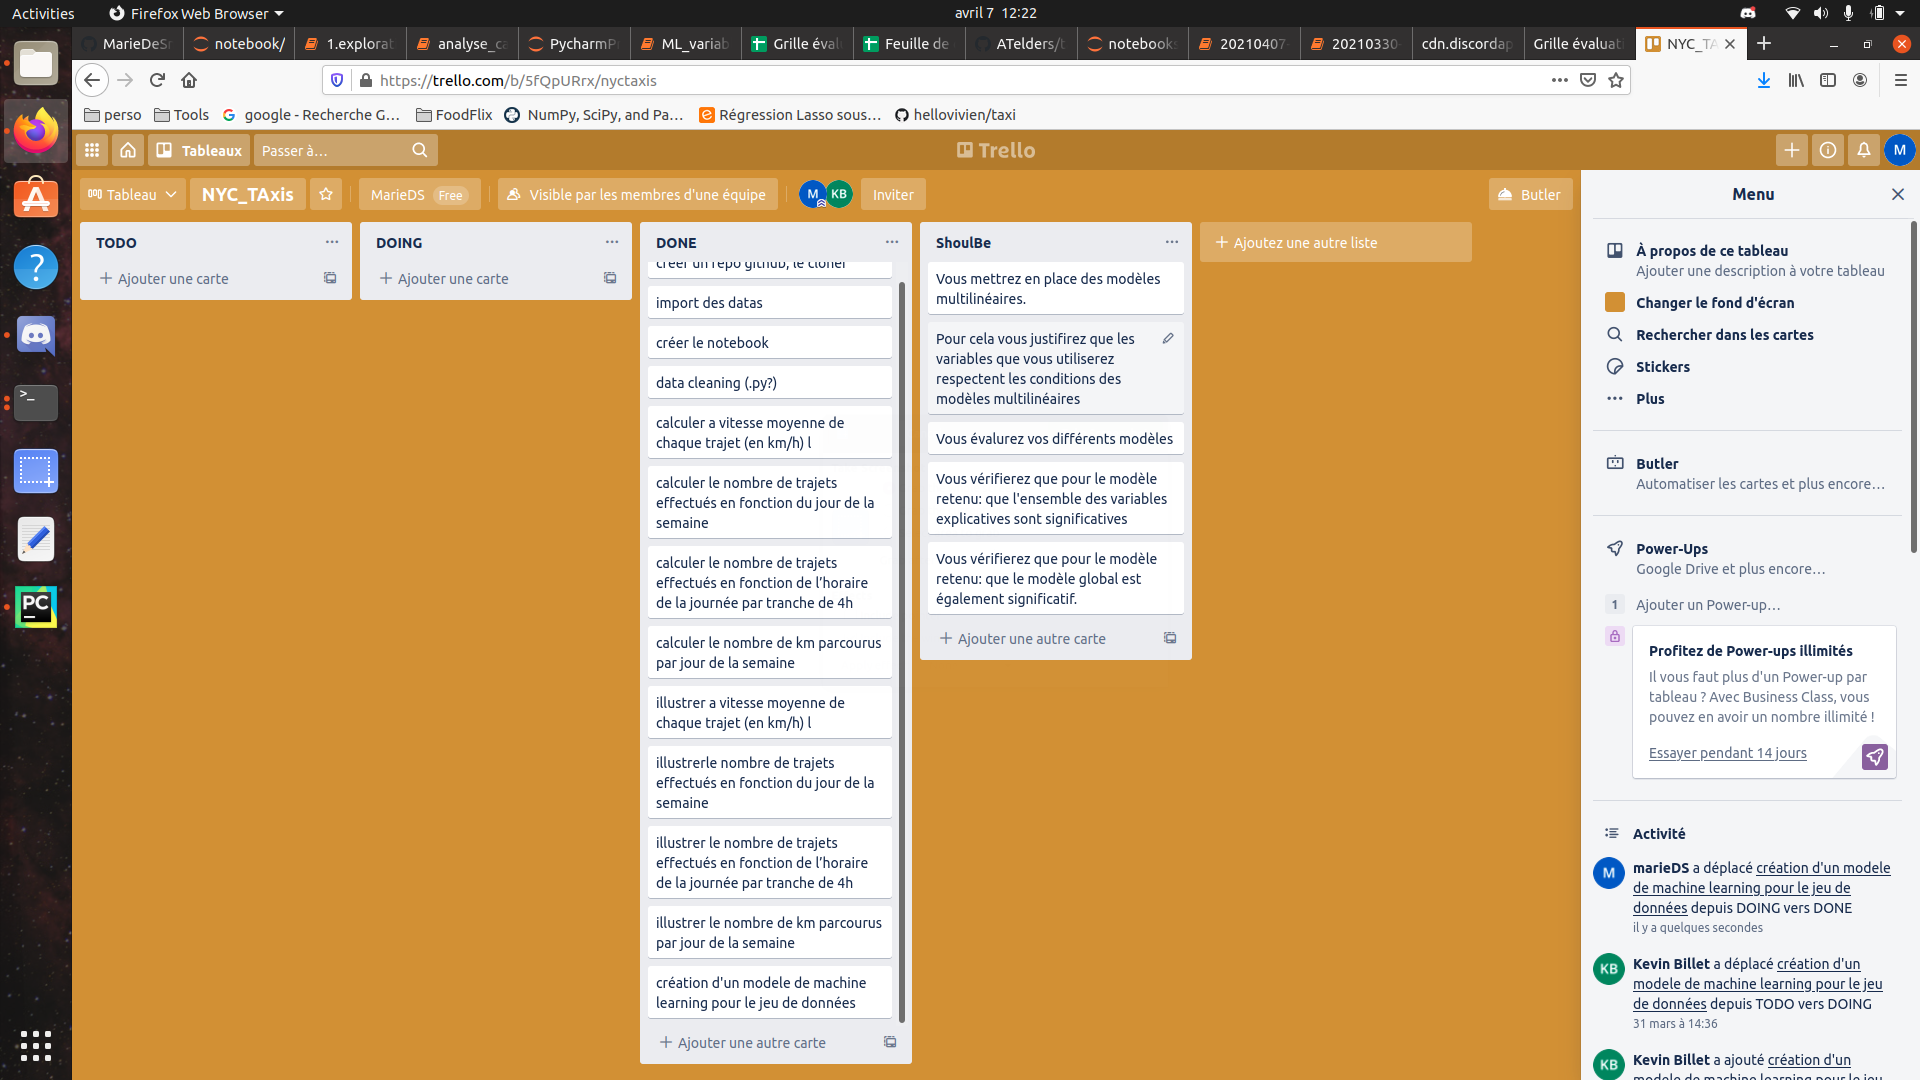 Activities
Firefox Web Browser
avril 7 12:22
MarieDeS
notebook/
1.explorat
analyse_ca
PycharmP
ML_variab
Grille éval
Feuille de
ATelders/t
notebooks
20210407
20210330
cdn.discordap
Grille évaluat
NYC_TA
https://trello.com/b/5fQpURrx/nyctaxis
perso
Tools
google - Recherche G…
FoodFlix
NumPy, SciPy, and Pa…
Régression Lasso sous…
hellovivien/taxi
Tableaux
Passer à…
Trello
M
Tableau
NYC_TAxis
MarieDS Free
Visible par les membres d'une équipe
M
KB
Inviter
Butler
TODO
Ajouter une carte
DOING
Ajouter une carte
DONE
creer un repo github, le cloner
import des datas
créer le notebook
data cleaning (.py?)
calculer a vitesse moyenne de
chaque trajet (en km/h) l
calculer le nombre de trajets
effectués en fonction du jour de la
semaine
calculer le nombre de trajets
effectués en fonction de l’horaire
de la journée par tranche de 4h
calculer le nombre de km parcourus
par jour de la semaine
illustrer a vitesse moyenne de
chaque trajet (en km/h) l
illustrerle nombre de trajets
effectués en fonction du jour de la
semaine
illustrer le nombre de trajets
effectués en fonction de l’horaire
de la journée par tranche de 4h
illustrer le nombre de km parcourus
par jour de la semaine
création d'un modele de machine
learning pour le jeu de données
Ajouter une autre carte
ShoulBe
Vous mettrez en place des modèles
multilinéaires.
Pour cela vous justifirez que les
variables que vous utiliserez
respectent les conditions des
modèles multilinéaires
Vous évalurez vos différents modèles
Vous vérifierez que pour le modèle
retenu: que l'ensemble des variables
explicatives sont significatives
Vous vérifierez que pour le modèle
retenu: que le modèle global est
également significatif.
Ajouter une autre carte
Ajoutez une autre liste
Menu
À propos de ce tableau
Ajouter une description à votre tableau
Changer le fond d'écran
Rechercher dans les cartes
Stickers
Plus
Butler
Automatiser les cartes et plus encore…
Power-Ups
Google Drive et plus encore…
1 Ajouter un Power-up…
Profitez de Power-ups illimités
Il vous faut plus d'un Power-up par
tableau ? Avec Business Class, vous
pouvez en avoir un nombre illimité !
Essayer pendant 14 jours
Activité
M
marieDS a déplacé création d'un modele
de machine learning pour le jeu de
données depuis DOING vers DONE
il y a quelques secondes
KB
Kevin Billet a déplacé création d'un
modele de machine learning pour le jeu
de données depuis TODO vers DOING
31 mars à 14:36
KB
Kevin Billet a ajouté création d'un
modele de machine learning pour le jeu
PC